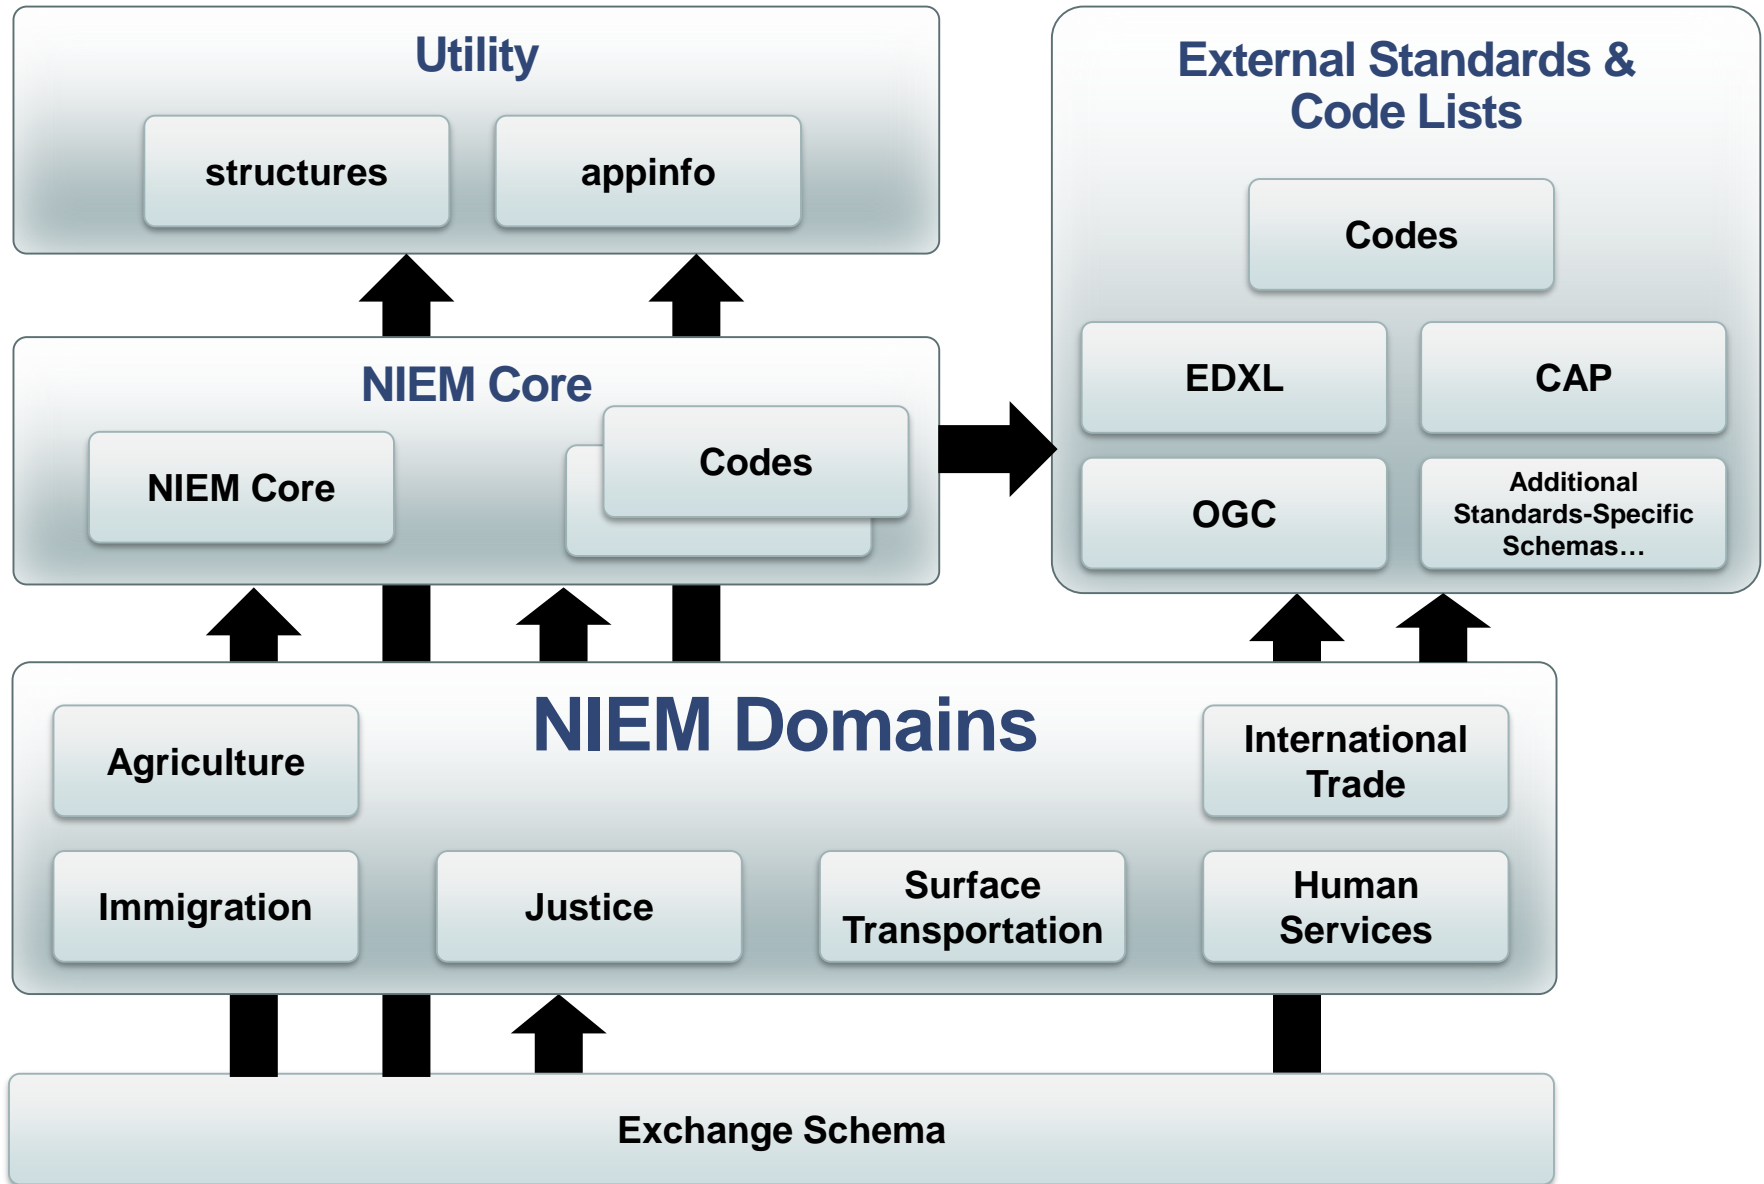 Utility
structures
appinfo
External Standards &
Code Lists
Codes
EDXL
CAP
OGC
Additional
Standards-Specific
Schemas…
NIEM Core
NIEM Core
Codes
NIEM Domains
Agriculture
International
Trade
Immigration
Justice
Surface
Transportation
Human
Services
Exchange Schema